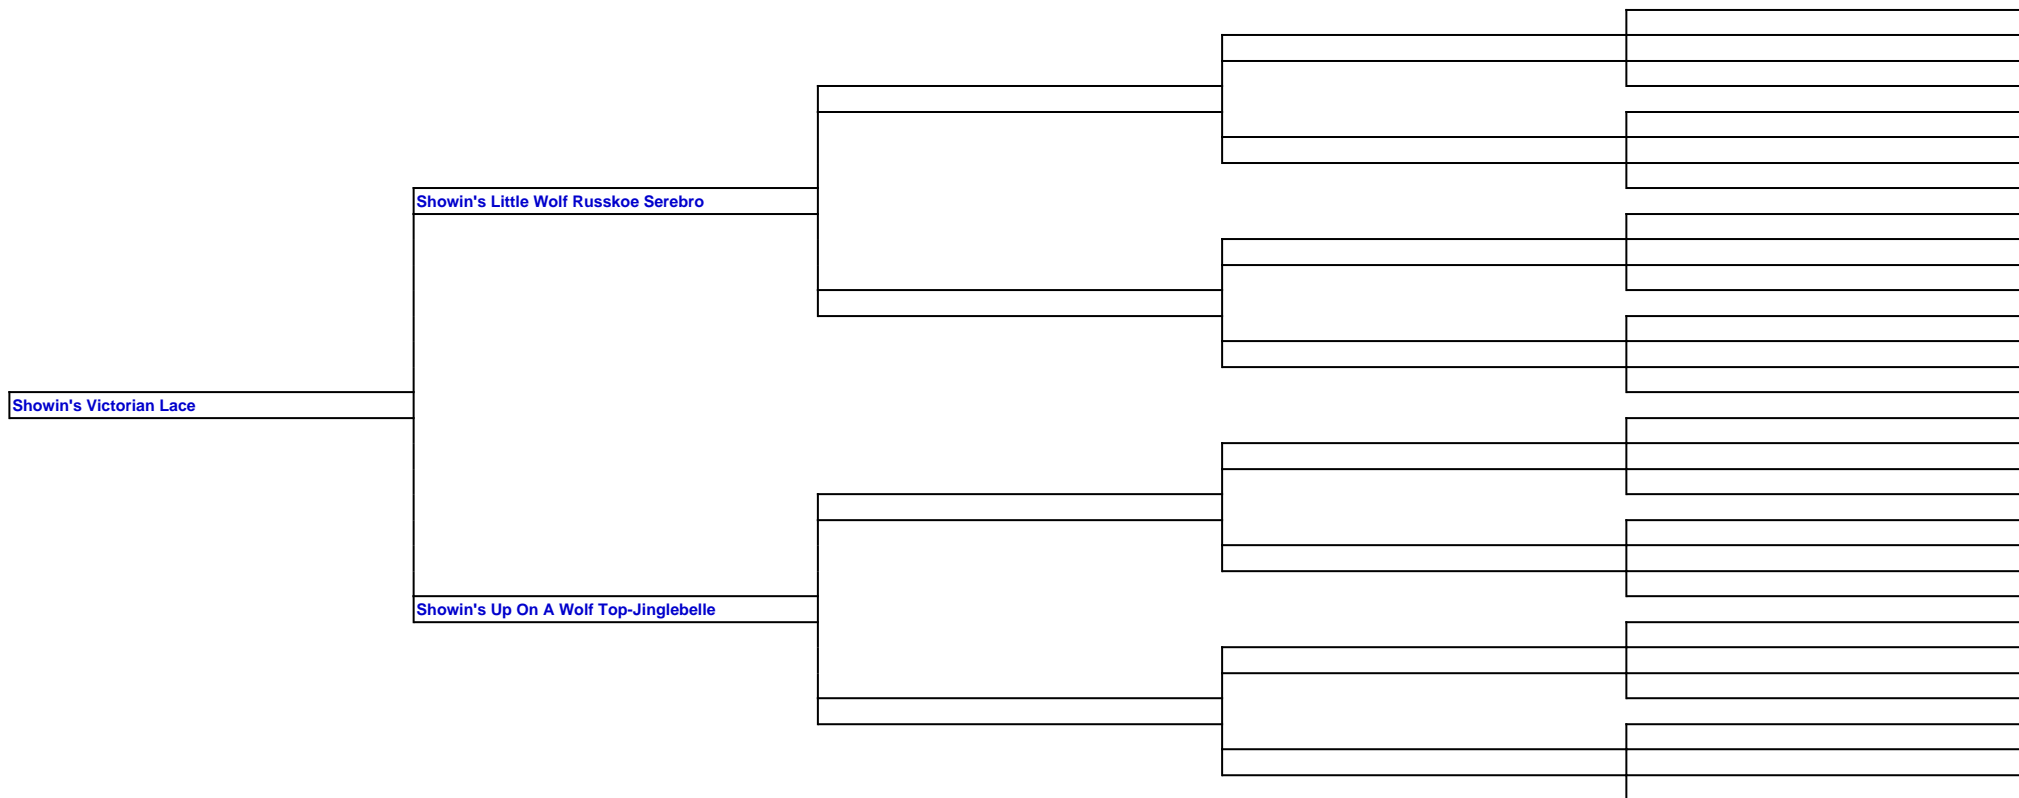 Showin's Little Wolf Russkoe Serebro
Showin's Victorian Lace
Showin's Up On A Wolf Top-Jinglebelle